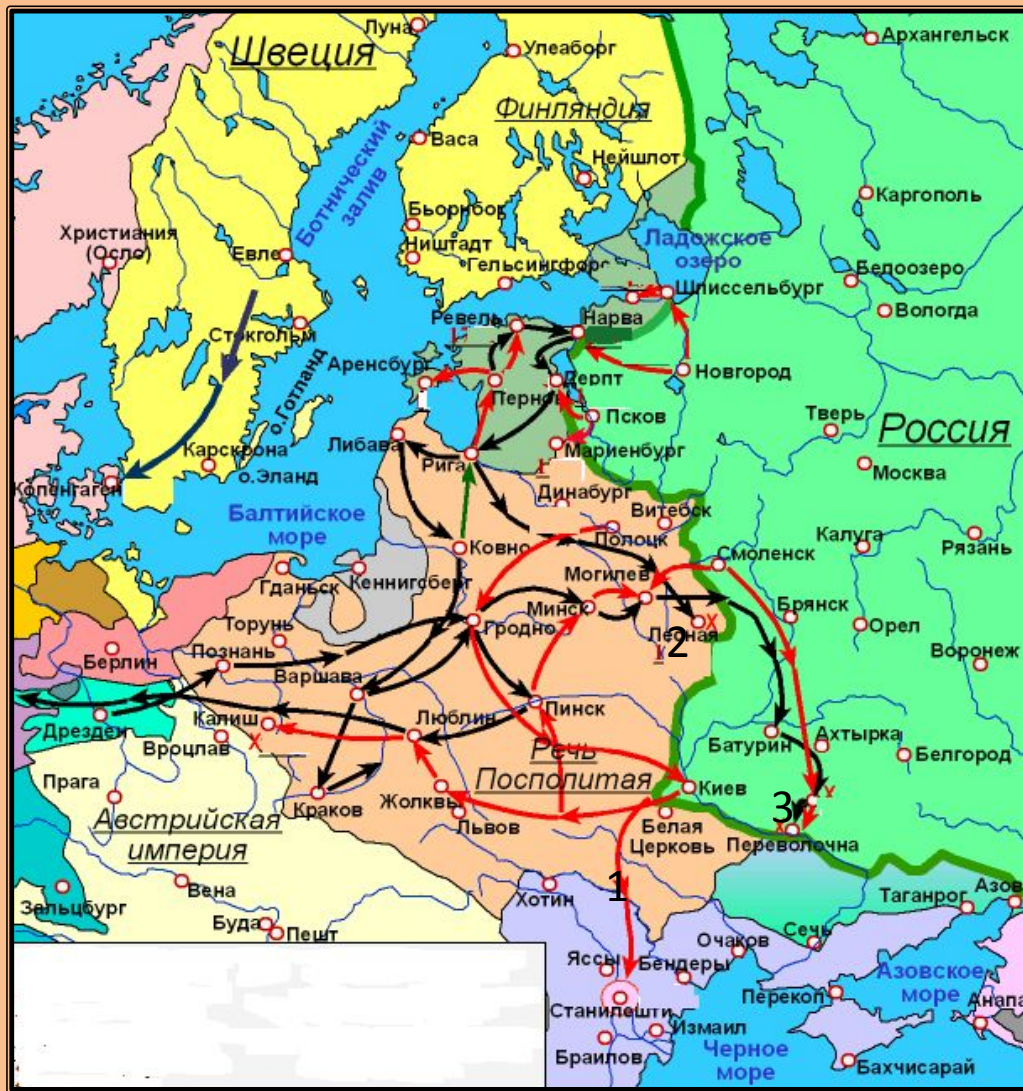 Луна
Архангельск
Швеция
Улеаборг
Финляндия
Васа
Нейшлот
Каргополь
Ботнический
залив
Бьорнборг
Христиания
(Осло)
Ништадт
Ладожское
озеро
Евле
Гельсингфорс
Белоозеро
Шлиссельбург
Вологда
Стокгольм
Ревель
Нарва
Аренсбург
о.Готланд
Дерпт
Новгород
Пернов
Псков
Тверь
Россия
Либава
Карскрона
Рига
Мариенбург
Москва
Копенгаген
о.Эланд
Динабург
Витебск
Балтийское
море
Полоцк
Калуга
Рязань
Ковно
Смоленск
Гданьск
Кеннигсберг
Могилев
Минск
Брянск
Торунь
Гродно
Лесная
2
Орел
Берлин
Познань
Воронеж
Варшава
Калиш
Люблин
Пинск
Дрезден
Вроцлав
Батурин
Ахтырка
Белгород
Речь
Посполитая
Прага
Киев
Краков
Жолквы
3
Австрийская
империя
Львов
Белая
Церковь
Переволочна
Вена
Хотин
1
Таганрог
Азов
Зальцбург
Буда
Пешт
Сечь
Очаков
Яссы
Бендеры
Азовское
море
Перекоп
Анапа
Станилешти
Измаил
Браилов
Черное
море
Бахчисарай